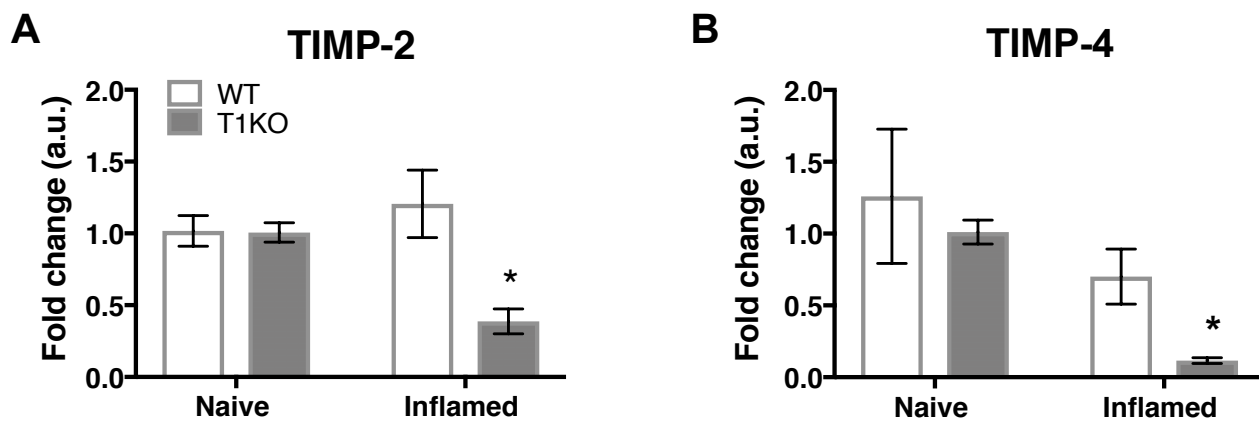 A
TIMP-2
WT
T1KO
Fold change (a.u.)
2.0
1.5
1.0
0.5
0.0
*
Naive
Inflamed
B
TIMP-4
Fold change (a.u.)
2.0
1.5
1.0
0.5
0.0
*
Naive
Inflamed